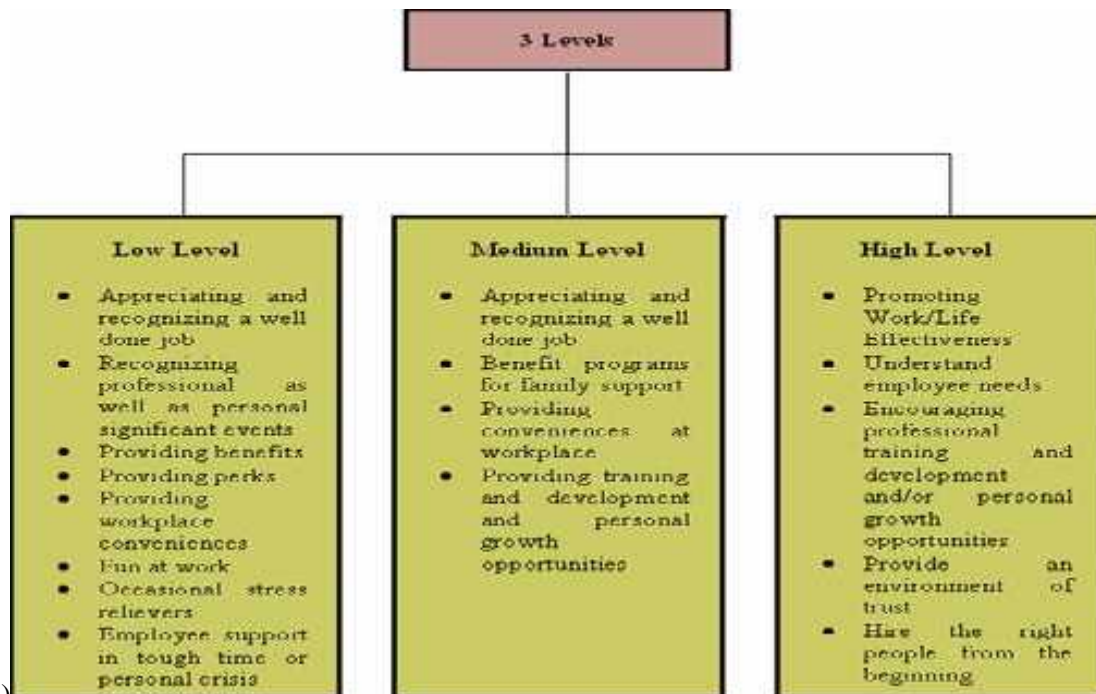 3 Levels
Low Level
• Appreciating and
recognizing a well
done job
• Recognizing
professional as
well as personal
significant events
• Providing benefits
• Providing perks
• Providing
workplace
conveniences
• Fun at work
• Occasional stress
relievers
• Employee support
in tough time or
personal crisis
Medium Level
• Appreciating and
recognizing a well
done job
• Benefit programs
for family support
• Providing
conveniences at
workplace
• Providing training
and development
and personal
growth
opportunities
High Level
• Promoting
Work/Life
Effectiveness
• Understand
employee needs
• Encouraging
professional
training and
development
and/or personal
growth
opportunities
• Provide an
environment of
trust
• Hire the right
people from the
beginning
)